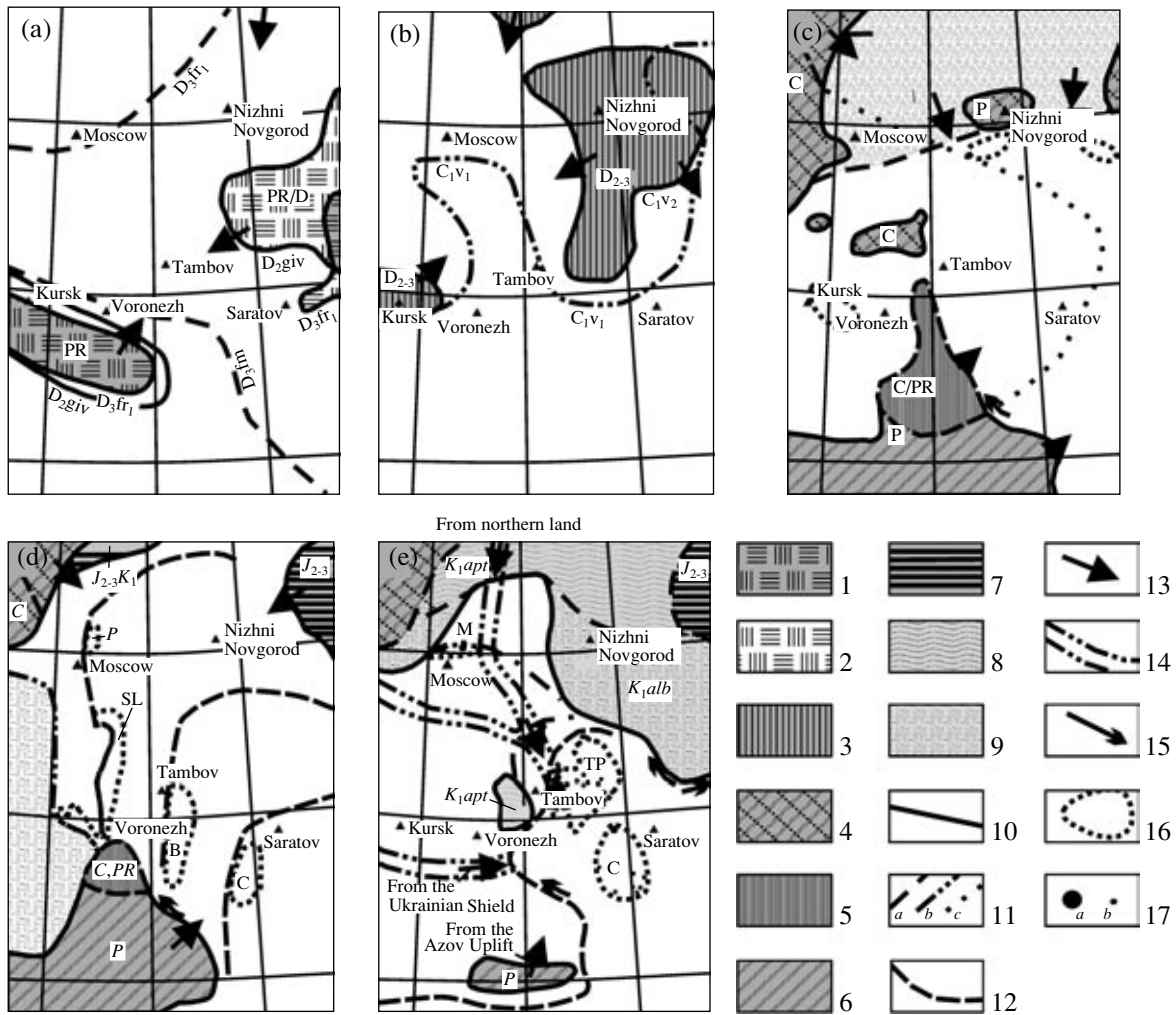 (a)
D₃fr₁
Nizhni
Novgorod
Moscow
PR/D
Tambov
D₂giv
Kursk
Voronezh
Saratov
D₃fr₁
PR
D₃fm
D₂giv
D₃fr₁
(b)
Nizhni
Novgorod
Moscow
C₁v₁
D₂₋₃
C₁v₂
Tambov
D₂₋₃
Kursk
Voronezh
C₁v₁
Saratov
(c)
C
P
Nizhni
Novgorod
Moscow
C
Tambov
Kursk
Voronezh
Saratov
C/PR
P
(d)
J₂₋₃K₁
J₂₋₃
C
P
Nizhni
Novgorod
Moscow
SL
Tambov
Voronezh
B
Saratov
C
C,PR
P
From northern land
(e)
K₁apt
J₂₋₃
M
Nizhni
Novgorod
Moscow
K₁alb
TP
K₁apt
Tambov
Kursk
Voronezh
Saratov
C
From the
Ukrainian Shield
From the
Azov Uplift
P
1
2
3
4
5
6
7
8
9
10
a b c
11
12
13
14
15
16
a b
17